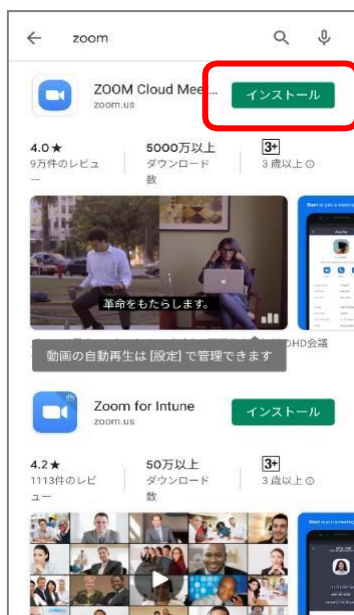 zoom
ZOOM Cloud Mee...
zoom.us
インストール
4.0★
9万件のレビュ
ー
5000万以上
ダウンロード
数
3+
3 歳以上
Start or join a meeting
革命をもたらします。
のHD会議
動画の自動再生は [設定] で管理できます
Zoom for Intune
zoom.us
インストール
4.2★
1113件のレビ
ュー
50万以上
ダウンロード
数
3+
3 歳以上